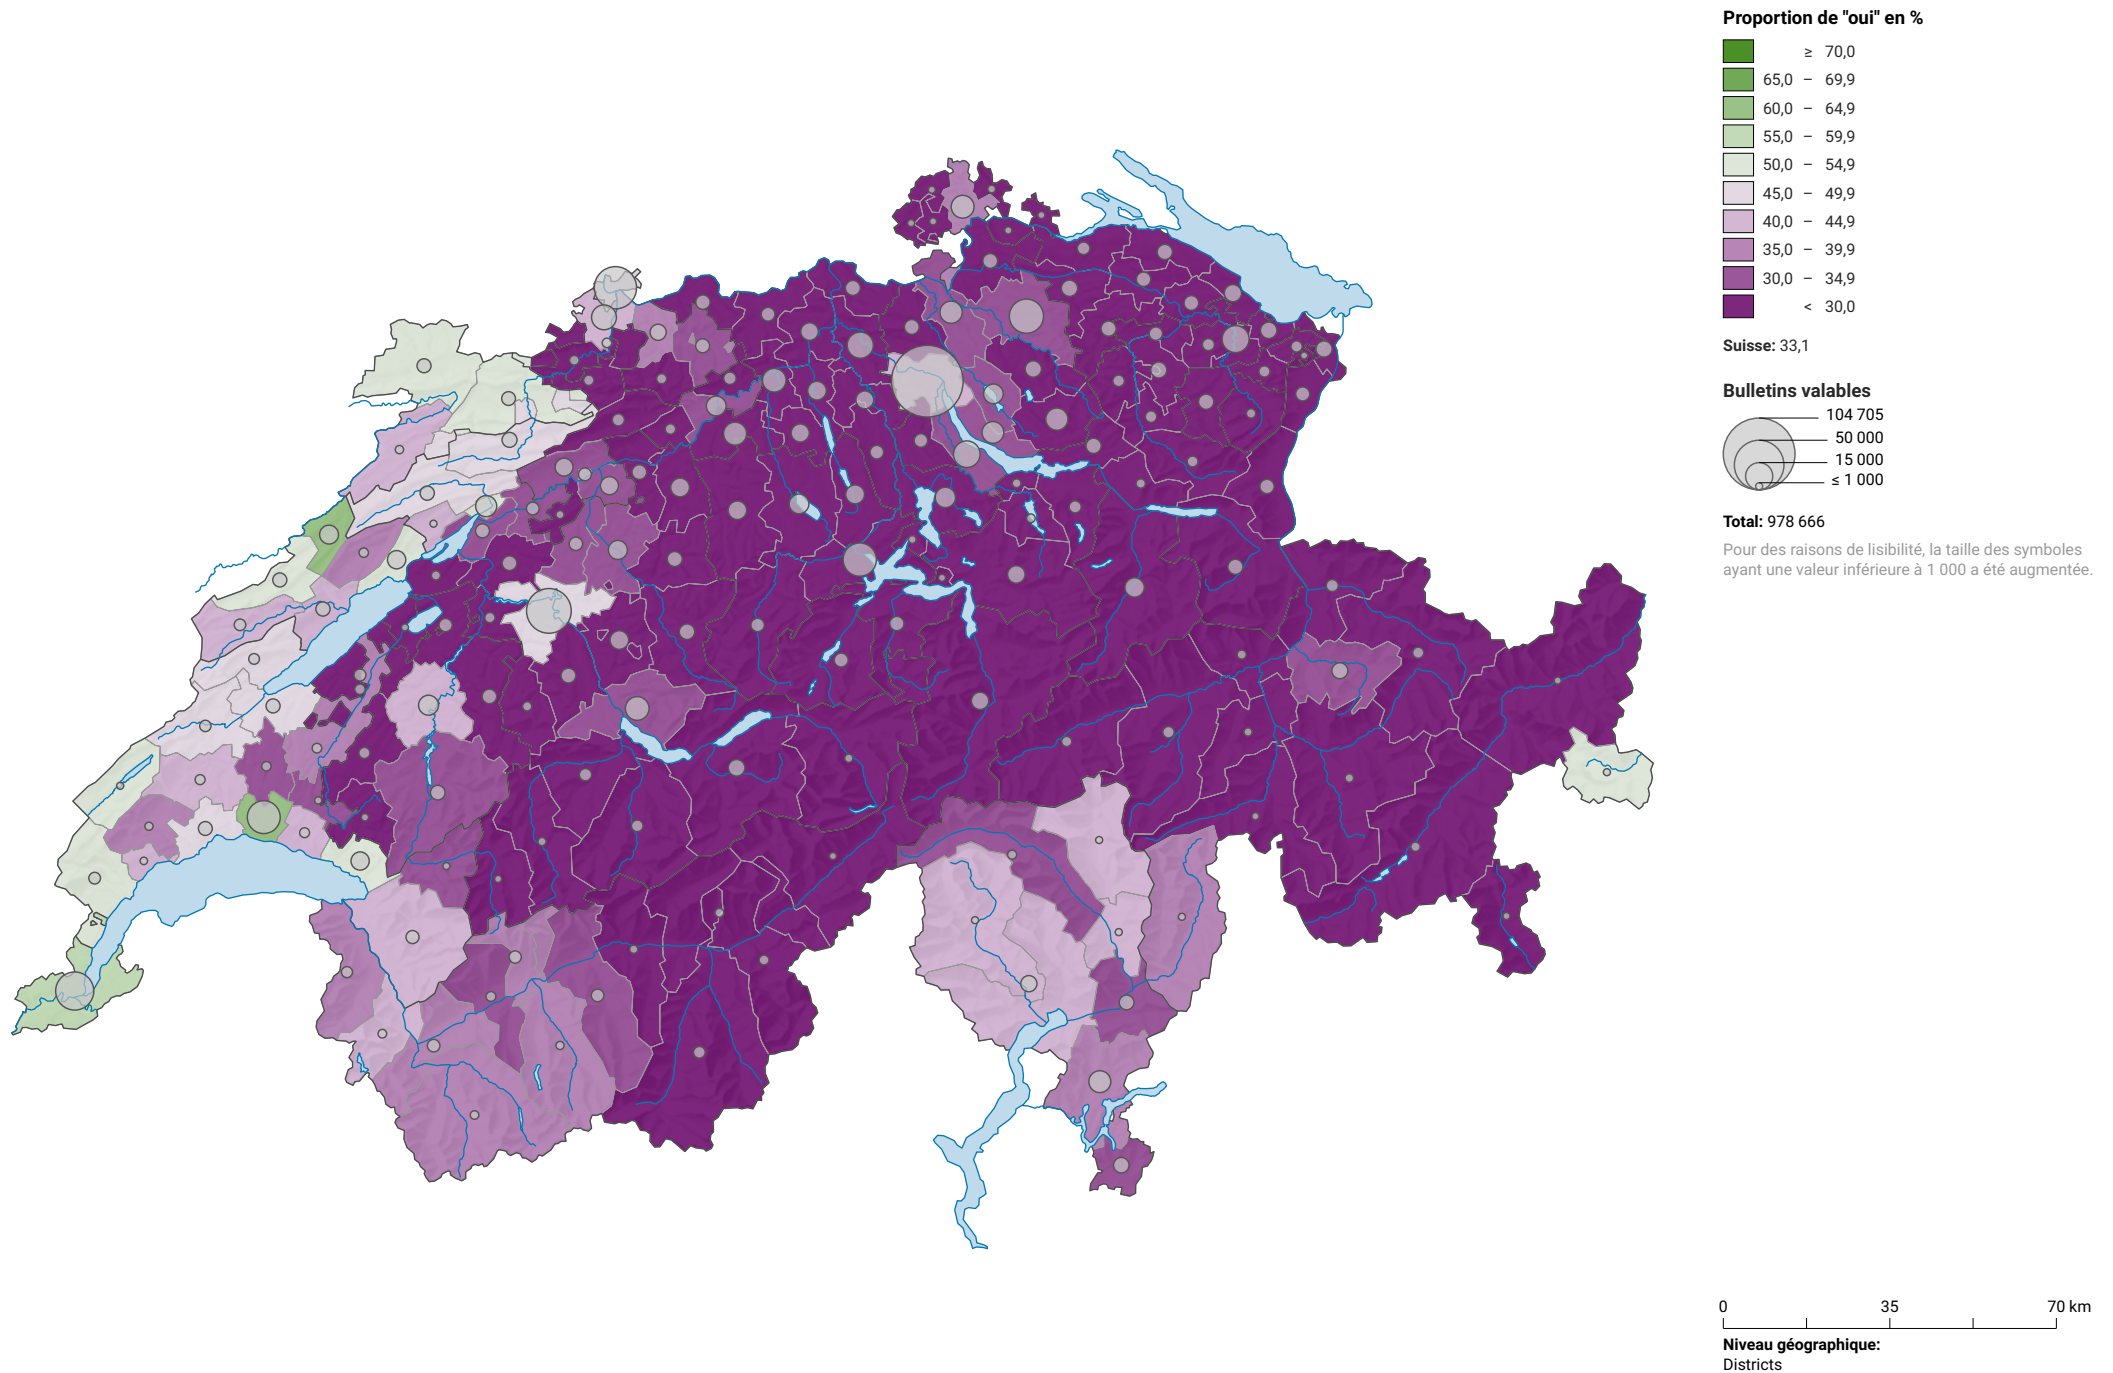 Proportion de "oui" en %
≥ 70,0
65,0 – 69,9
60,0 – 64,9
55,0 – 59,9
50,0 – 54,9
45,0 – 49,9
40,0 – 44,9
35,0 – 39,9
30,0 – 34,9
< 30,0
Suisse: 33,1
Bulletins valables
104 705
50 000
15 000
≤ 1 000
Total: 978 666
Pour des raisons de lisibilité, la taille des symboles
ayant une valeur inférieure à 1 000 a été augmentée.
0 35 70 km
Niveau géographique:
Districts